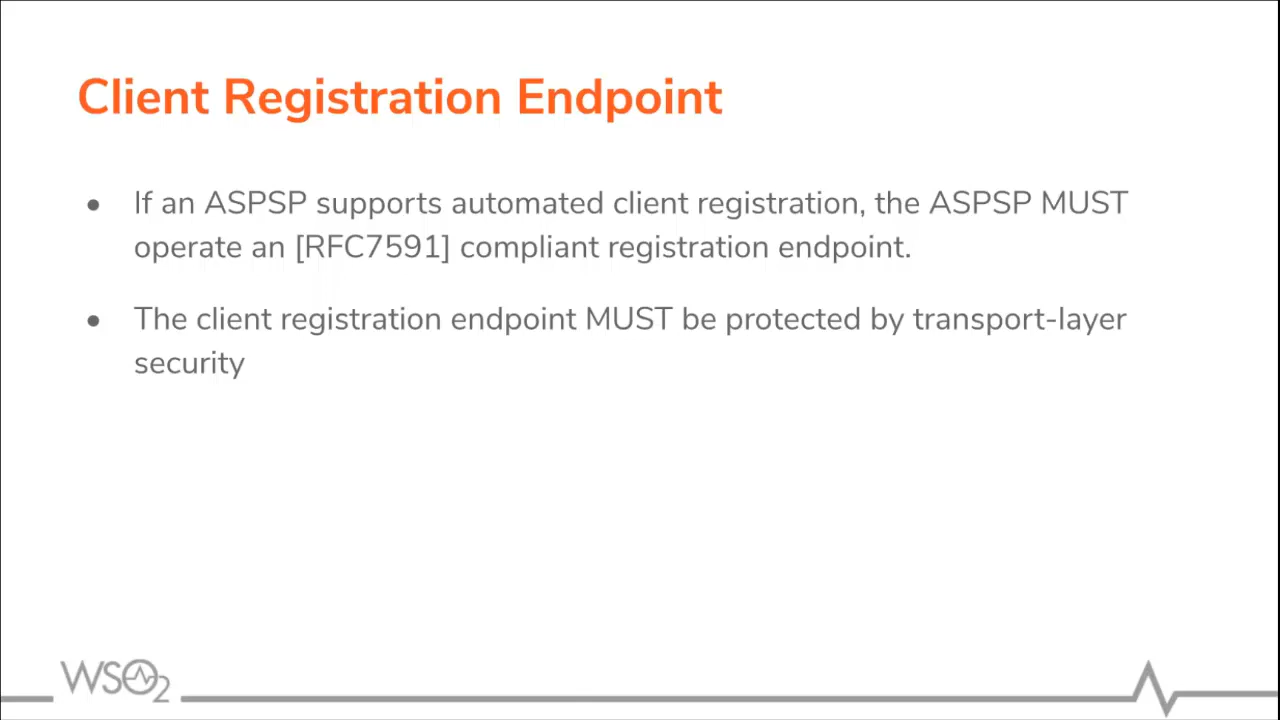 Client Registration Endpoint
● If an ASPSP supports automated client registration, the ASPSP MUST
operate an [RFC7591] compliant registration endpoint.
● The client registration endpoint MUST be protected by transport-layer
security
WSO2